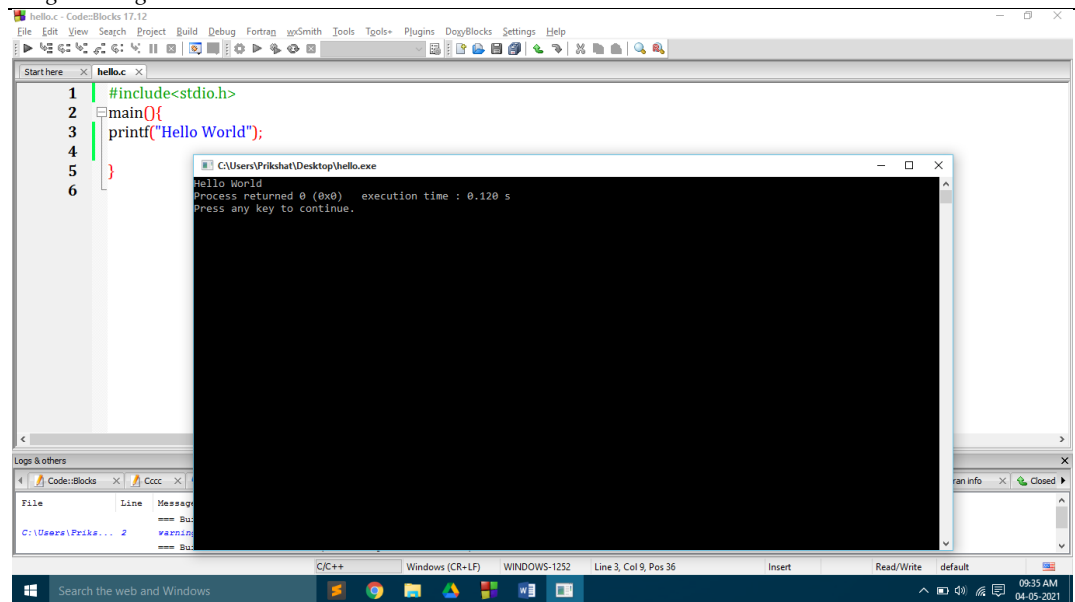 hello.c - Code::Blocks 17.12
File Edit View Search Project Build Debug Fortran wxSmith Tools Tools+ Plugins DoxyBlocks Settings Help
Start here
hello.c
1 #include<stdio.h>
2 main(){
3 printf("Hello World");
4
5 }
6
C:\Users\Prikshat\Desktop\hello.exe
Hello World
Process returned 0 (0x0) execution time : 0.120 s
Press any key to continue.
Logs & others
Code::Blocks
Cccc
ran info
Closed
File Line Message
=== Bu
C:\Users\Priks... 2 warning
=== Bu
C/C++ Windows (CR+LF) WINDOWS-1252 Line 3, Col 9, Pos 36 Insert Read/Write default
Search the web and Windows
09:35 AM
04-05-2021